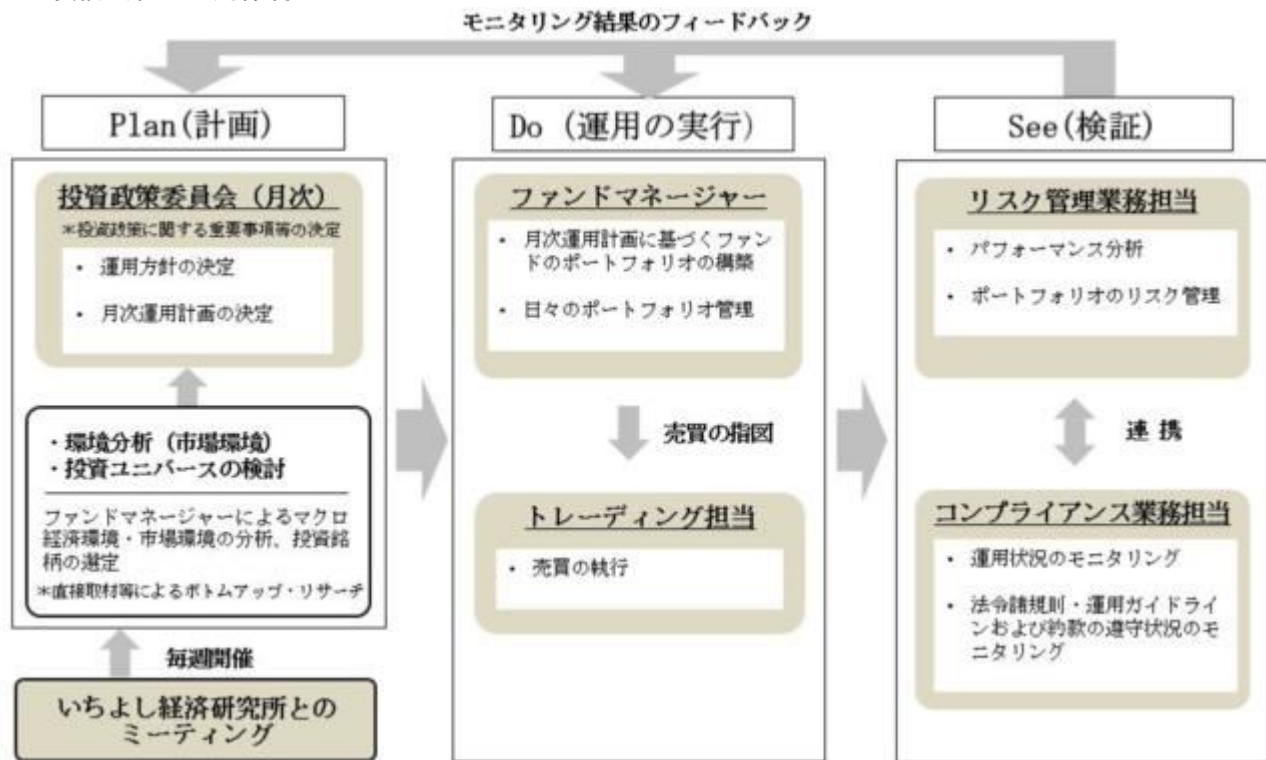 モニタリング結果のフィードバック
Plan(計画)
投資政策委員会（月次）
＊投資政策に関する重要事項等の決定
・ 運用方針の決定
・ 月次運用計画の決定
・環境分析（市場環境）
・投資ユニバースの検討
ファンドマネージャーによるマクロ
経済環境・市場環境の分析、投資銘
柄の選定
＊直接取材等によるボトムアップ・リサーチ
毎週開催
いちよし経済研究所との
ミーティング
Do (運用の実行)
ファンドマネージャー
・ 月次運用計画に基づくファン
ドのポートフォリオの構築
・ 日々のポートフォリオ管理
売買の指図
トレーディング担当
・ 売買の執行
See(検証)
リスク管理業務担当
・ パフォーマンス分析
・ ポートフォリオのリスク管理
連 携
コンプライアンス業務担当
・ 運用状況のモニタリング
・ 法令諸規則・運用ガイドライ
ンおよび約款の遵守状況のモ
ニタリング